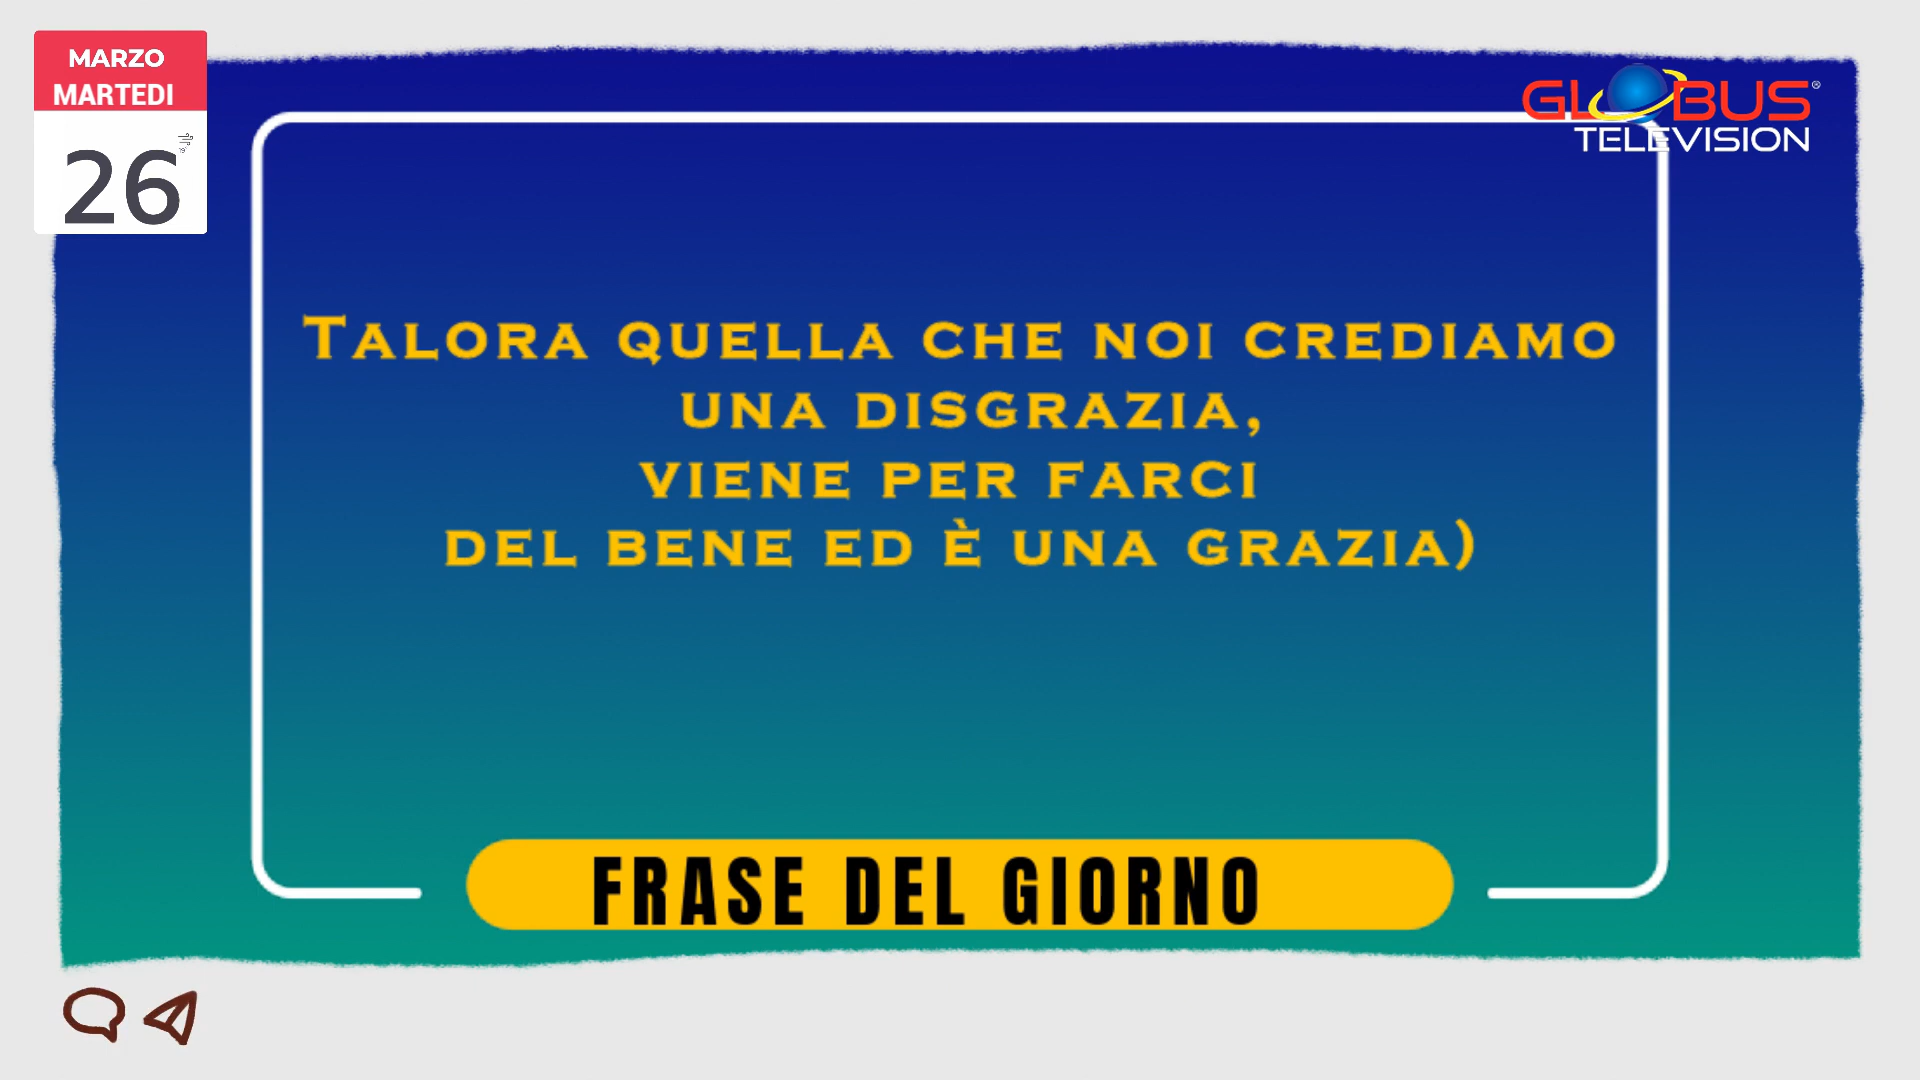 MARZO
MARTEDI
26
GLOBUS®
TELEVISION
Talora quella che noi crediamo
una disgrazia,
viene per farci
del bene ed è una grazia)
FRASE DEL GIORNO